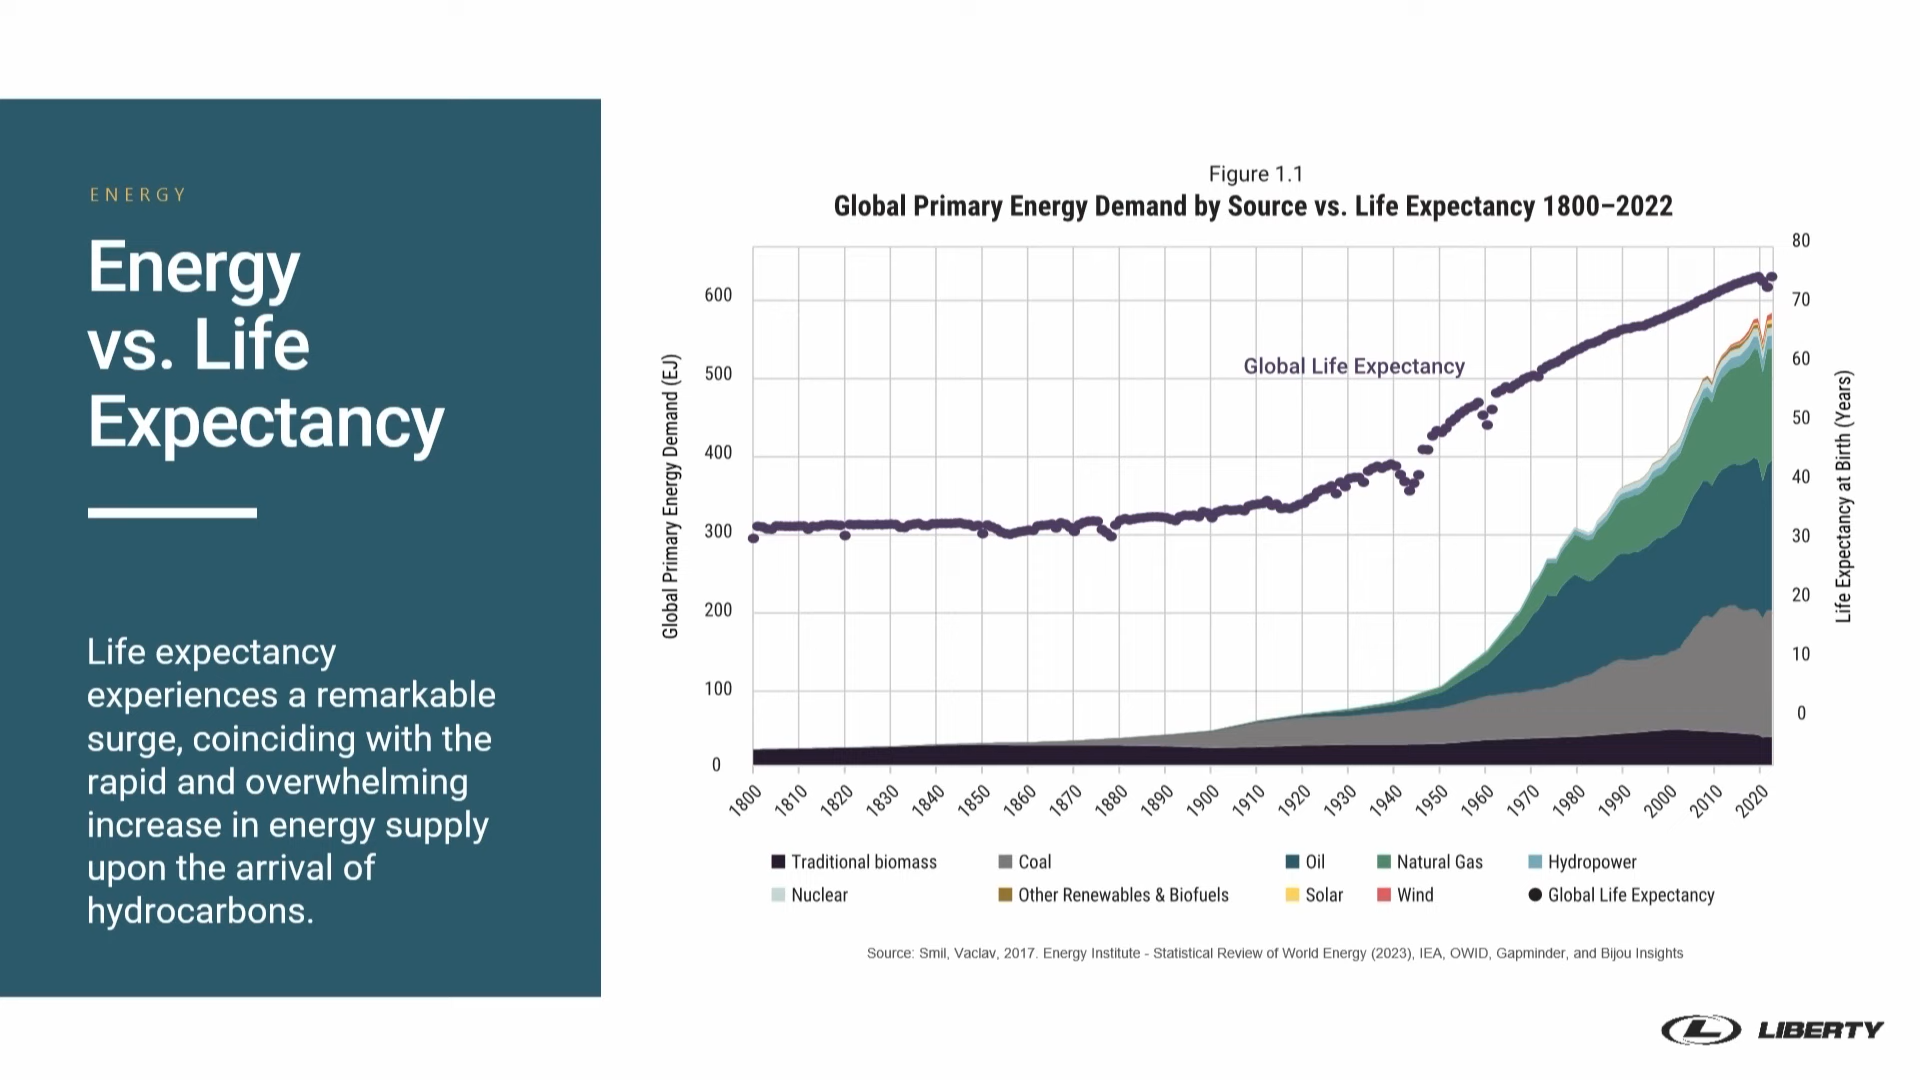 ENERGY
Energy
vs. Life
Expectancy
Life expectancy
experiences a remarkable
surge, coinciding with the
rapid and overwhelming
increase in energy supply
upon the arrival of
hydrocarbons.
Figure 1.1
Global Primary Energy Demand by Source vs. Life Expectancy 1800–2022
Global Primary Energy Demand (EJ)
600
500
400
300
200
100
0
Global Life Expectancy
80
70
60
50
40
30
20
10
0
Life Expectancy at Birth (Years)
1800 1810 1820 1830 1840 1850 1860 1870 1880 1890 1900 1910 1920 1930 1940 1950 1960 1970 1980 1990 2000 2010 2020
Traditional biomass Coal Oil Natural Gas Hydropower
Nuclear Other Renewables & Biofuels Solar Wind Global Life Expectancy
Source: Smil, Vaclav, 2017. Energy Institute - Statistical Review of World Energy (2023), IEA, OWID, Gapminder, and Bijou Insights
L LIBERTY